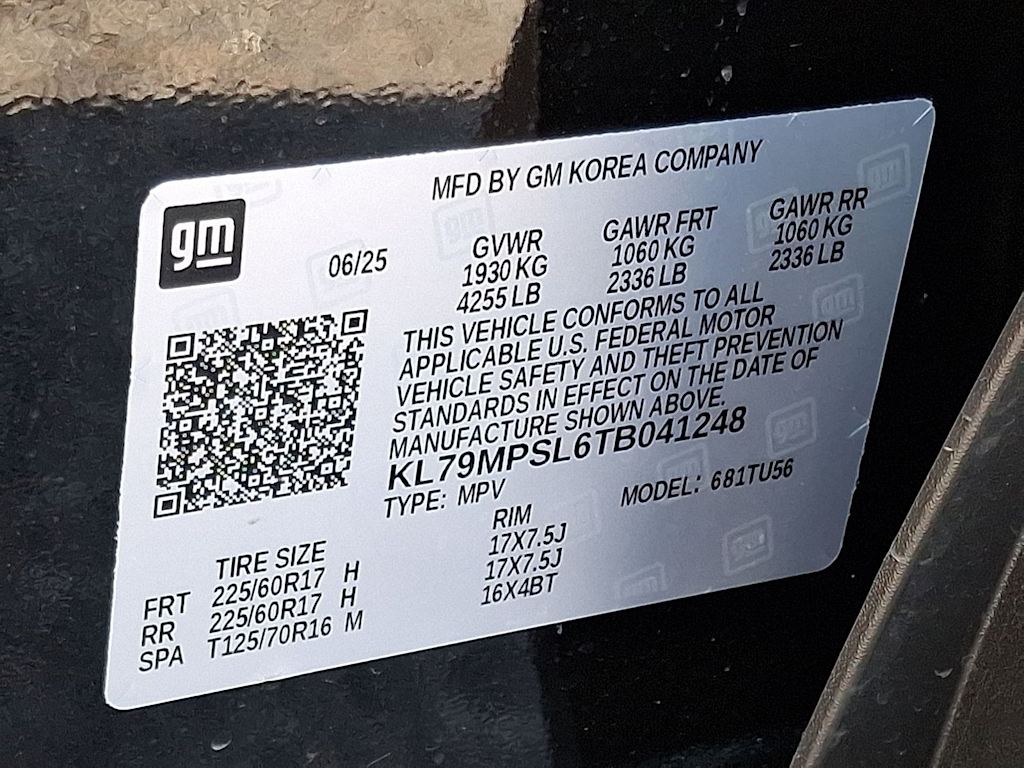 MFD BY GM KOREA COMPANY
gm
06/25
GVWR
1930 KG
4255 LB
GAWR FRT
1060 KG
2336 LB
GAWR RR
1060 KG
2336 LB
THIS VEHICLE CONFORMS TO ALL
APPLICABLE U.S. FEDERAL MOTOR
VEHICLE SAFETY AND THEFT PREVENTION
STANDARDS IN EFFECT ON THE DATE OF
MANUFACTURE SHOWN ABOVE.
KL79MPSL6TB041248
TYPE: MPV MODEL: 681TU56
TIRE SIZE RIM
FRT 225/60R17 H 17X7.5J
RR 225/60R17 H 17X7.5J
SPA T125/70R16 M 16X4BT